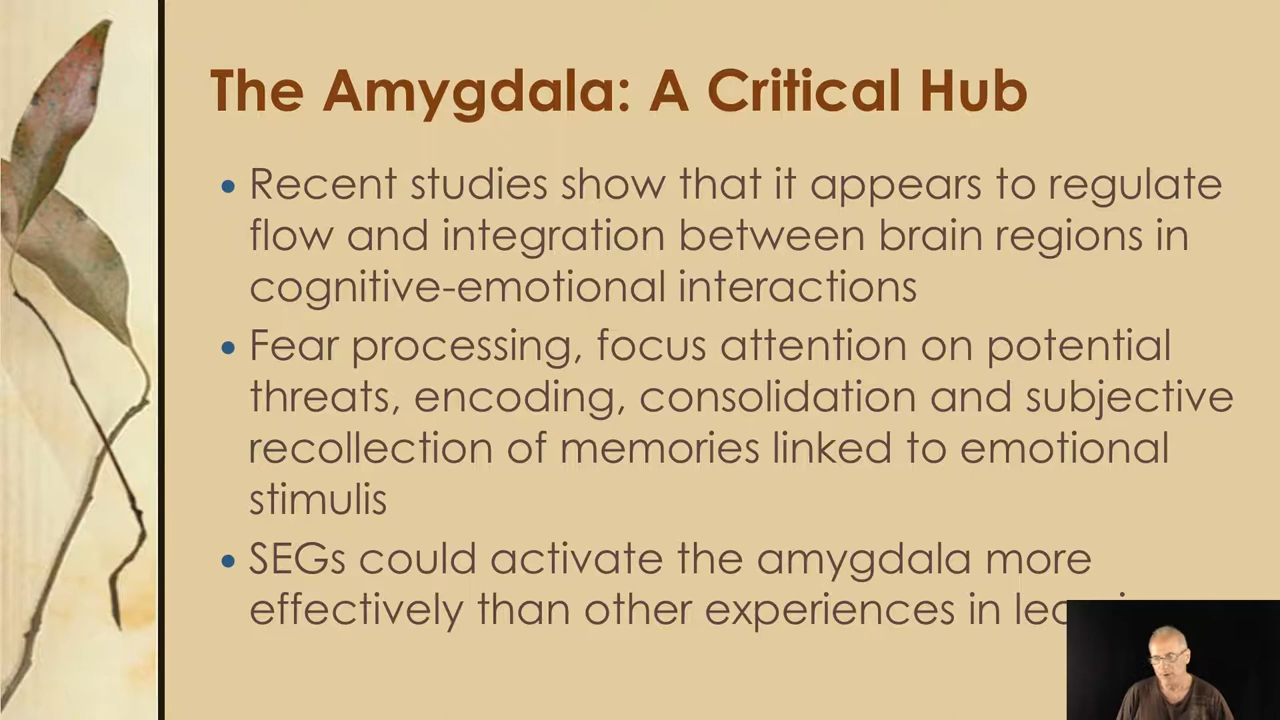 The Amygdala: A Critical Hub
• Recent studies show that it appears to regulate
flow and integration between brain regions in
cognitive-emotional interactions
• Fear processing, focus attention on potential
threats, encoding, consolidation and subjective
recollection of memories linked to emotional
stimulis
• SEGs could activate the amygdala more
effectively than other experiences in